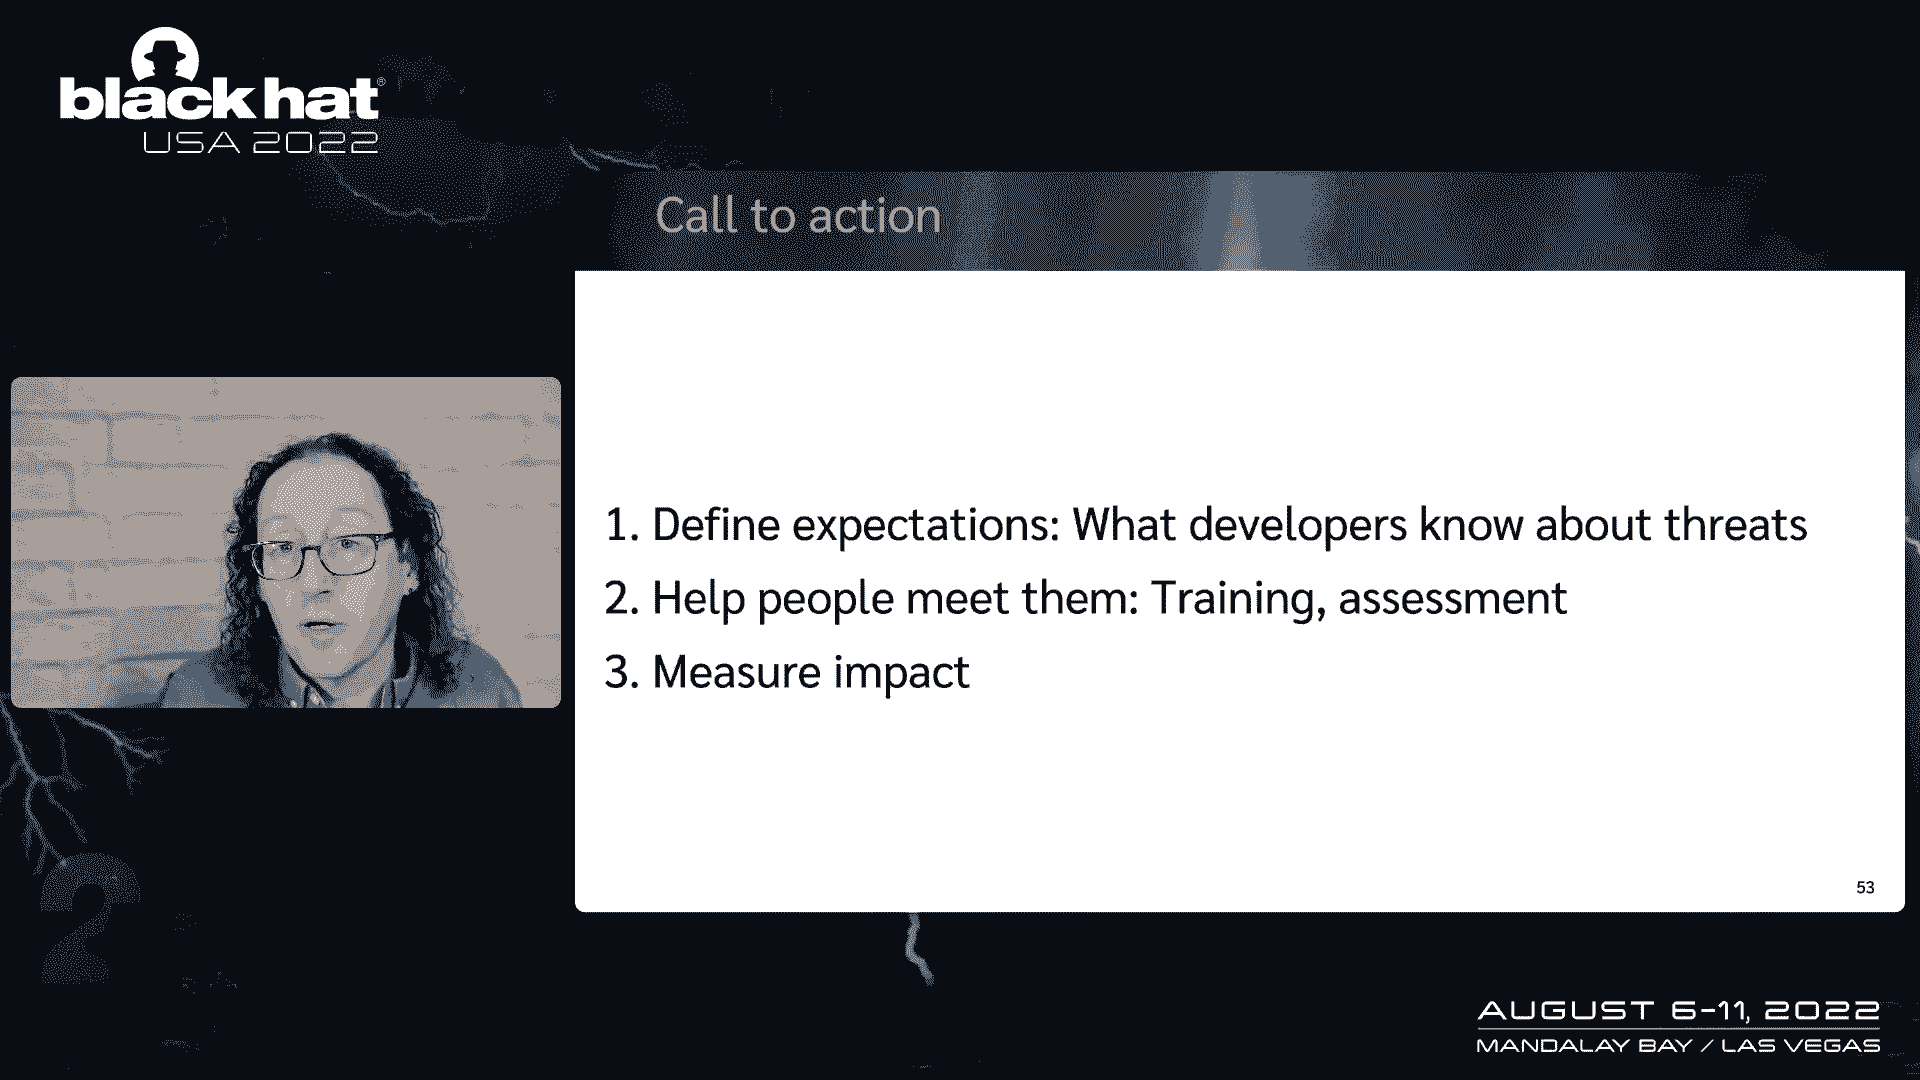 black hat®
USA 2022
Call to action
1. Define expectations: What developers know about threats
2. Help people meet them: Training, assessment
3. Measure impact
53
2
AUGUST 6-11, 2022
MANDALAY BAY / LAS VEGAS